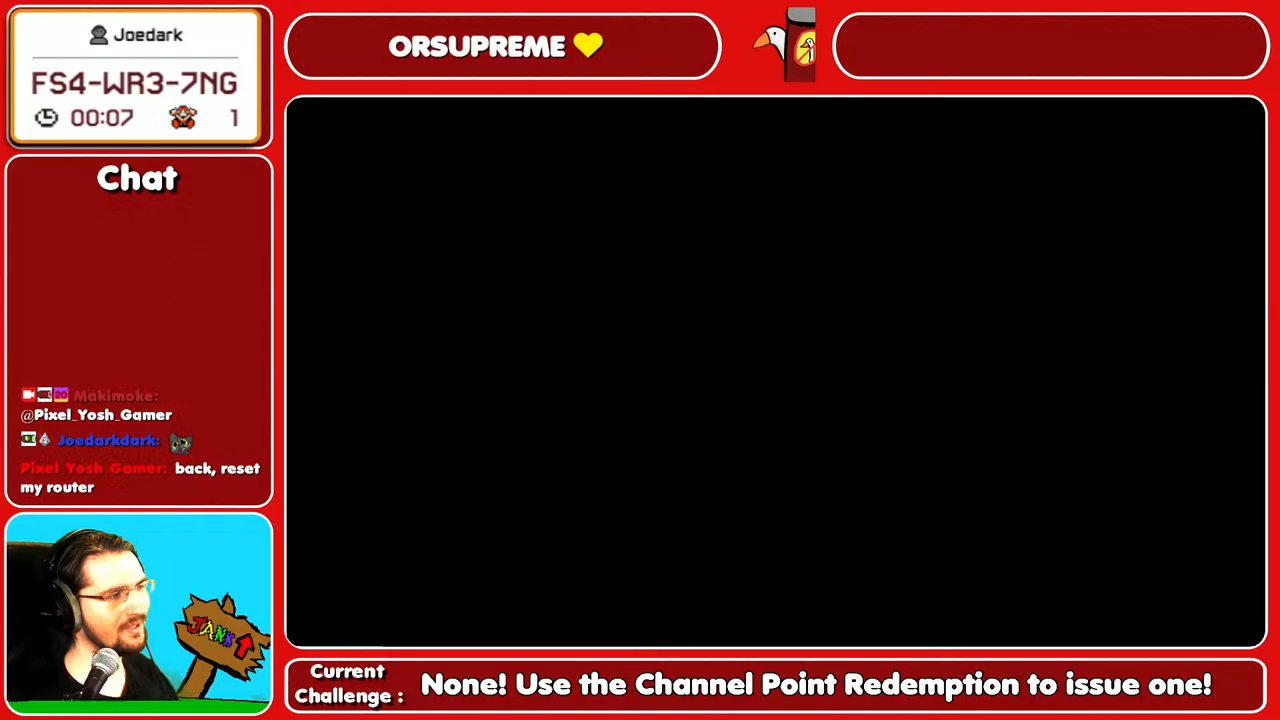 Joedark
FS4-WR3-7NG
00:07 1
ORSUPREME 💛
Chat
Makimoke:
@Pixel_Yosh_Gamer
Joedarkdark:
Pixel Yosh Gamer: back, reset
my router
JANK
Current
Challenge :
None! Use the Channel Point Redemption to issue one!